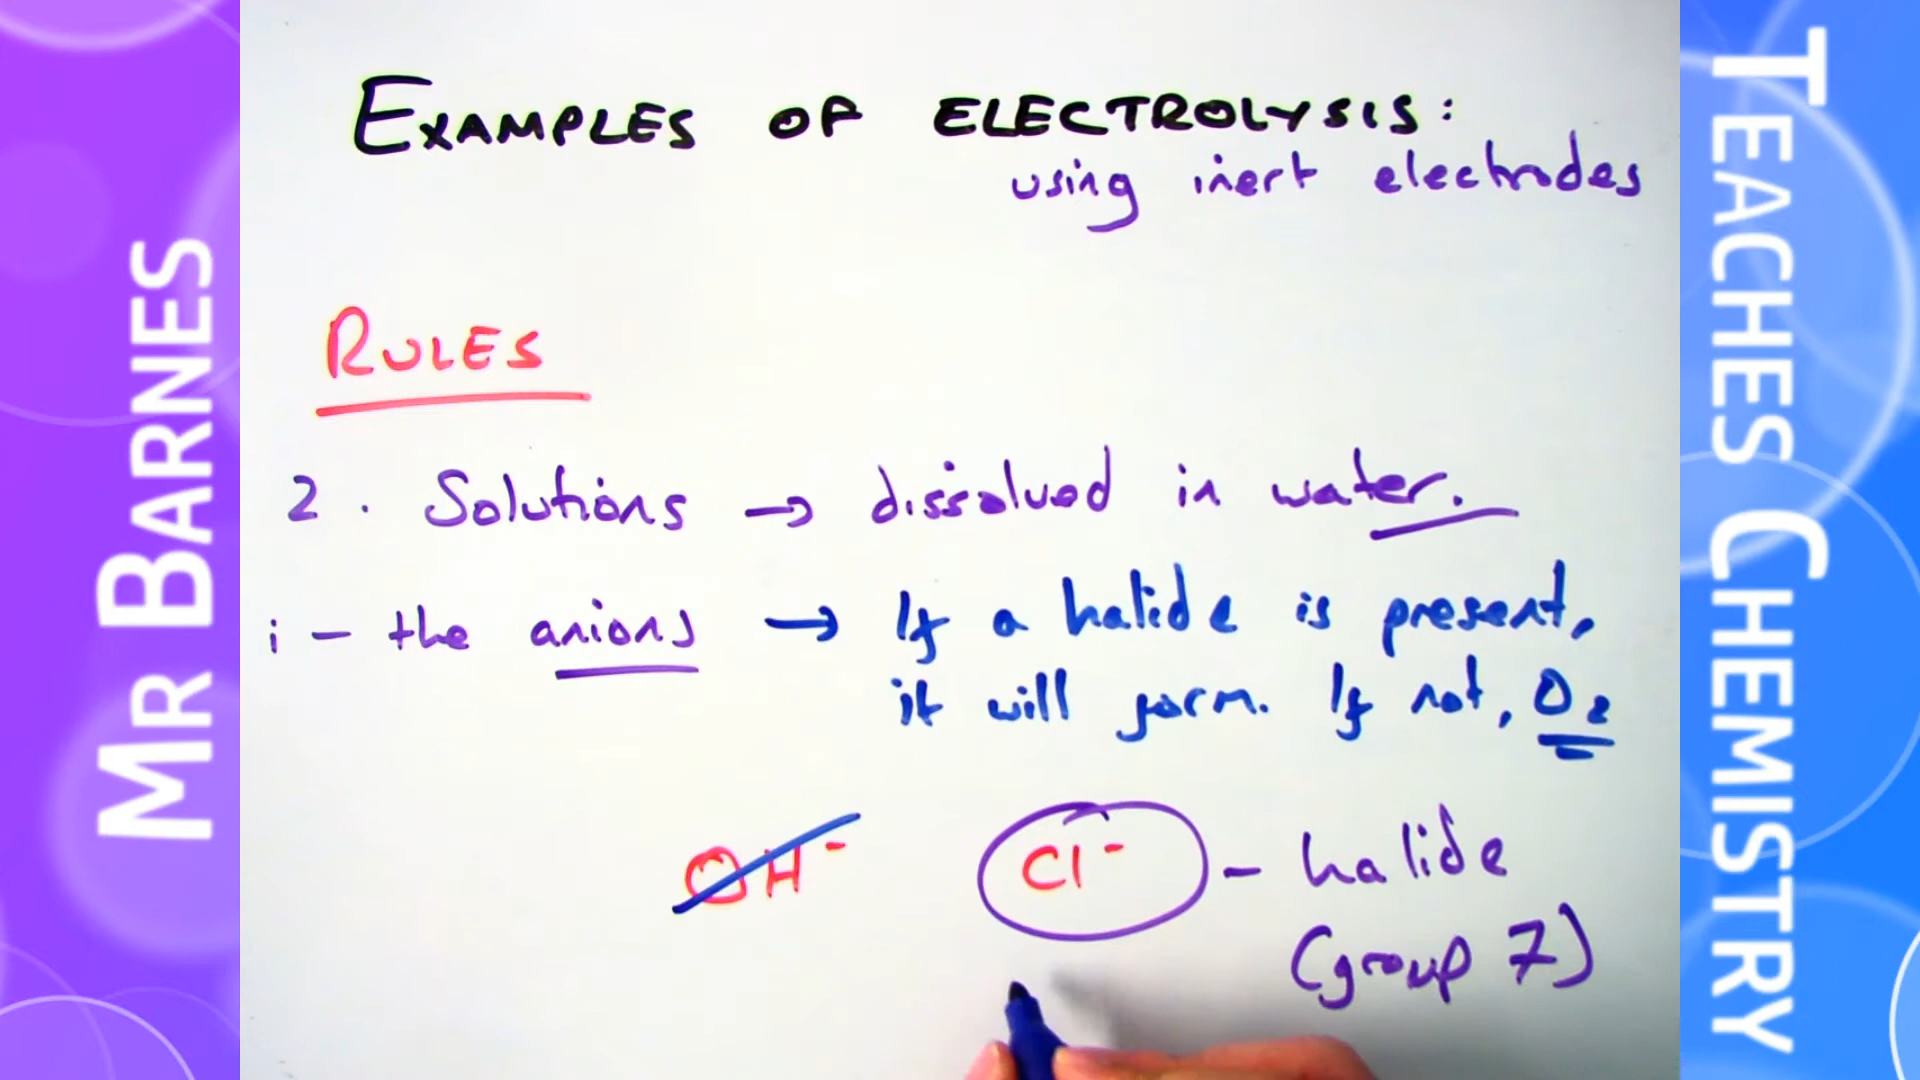 MR BARNES
EXAMPLES OF ELECTROLYSIS:
using inert electrodes
RULES
2. Solutions → dissolved in water.
i - the anions → If a halide is present,
it will form. If not, O2
OH- Cl- - halide
(group 7)
TEACHES CHEMISTRY